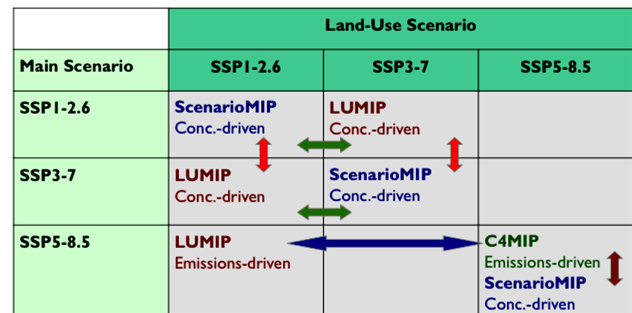 Land-Use Scenario
Main Scenario SSP1-2.6 SSP3-7 SSP5-8.5
SSP1-2.6 ScenarioMIP LUMIP
Conc.-driven Conc.-driven
SSP3-7 LUMIP ScenarioMIP
Conc.-driven Conc.-driven
SSP5-8.5 LUMIP C4MIP
Emissions-driven Emissions-driven
ScenarioMIP
Conc.-driven